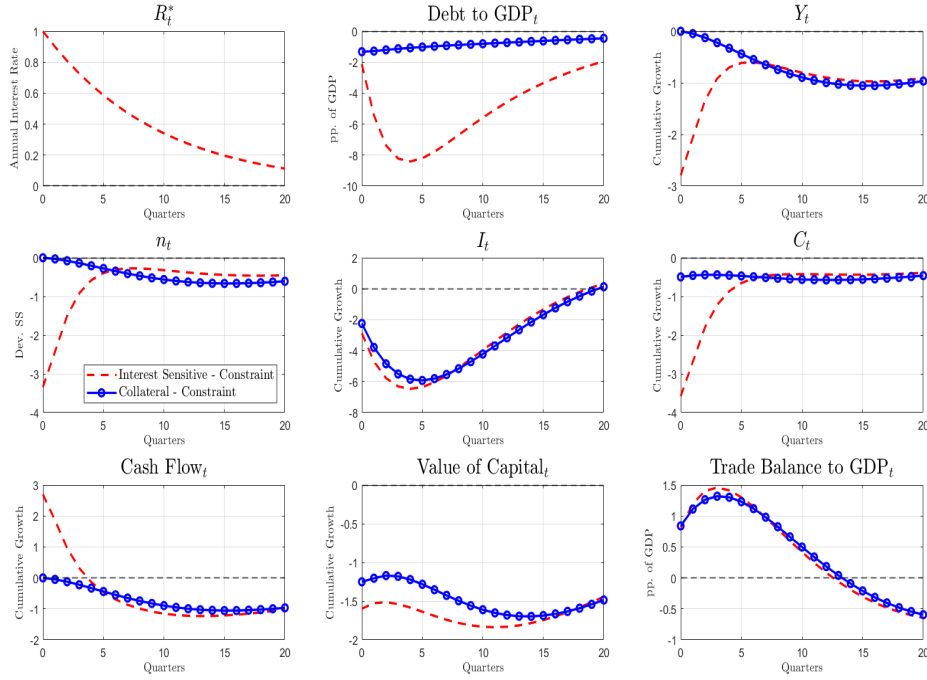 R*t
Debt to GDPt
Yt
Annual Interest Rate
1
0.8
0.6
0.4
0.2
0
0 5 10 15 20
Quarters
pp. of GDP
0
-2
-4
-6
-8
-10
0 5 10 15 20
Quarters
Cumulative Growth
0
-1
-2
-3
0 5 10 15 20
Quarters
nt
It
Ct
Dev. SS
0
-1
-2
-3
-4
Interest Sensitive - Constraint
Collateral - Constraint
0 5 10 15 20
Quarters
Cumulative Growth
2
0
-2
-4
-6
-8
0 5 10 15 20
Quarters
Cumulative Growth
0
-1
-2
-3
-4
0 5 10 15 20
Quarters
Cash Flowt
Value of Capitalt
Trade Balance to GDPt
Cumulative Growth
3
2
1
0
-1
-2
0 5 10 15 20
Quarters
Cumulative Growth
0
-0.5
-1
-1.5
-2
0 5 10 15 20
Quarters
pp. of GDP
1.5
1
0.5
0
-0.5
-1
0 5 10 15 20
Quarters